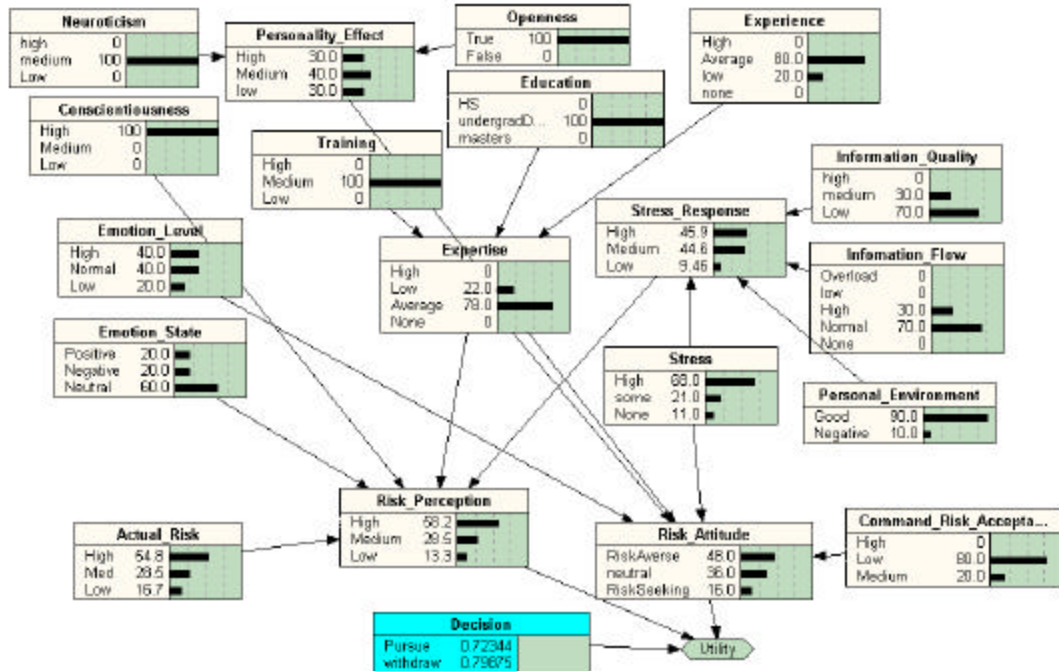 Neuroticism
high 0
medium 100
Low 0
Personality_Effect
High 30.0
Medium 40.0
low 30.0
Openness
True 100
False 0
Experience
High 0
Average 80.0
low 20.0
none 0
Conscientiousness
High 100
Medium 0
Low 0
Education
HS 0
undergradD... 100
masters 0
Training
High 0
Medium 100
Low 0
Information_Quality
high 0
medium 30.0
Low 70.0
Stress_Response
High 45.9
Medium 44.6
Low 9.46
Emotion_Level
High 40.0
Normal 40.0
Low 20.0
Expertise
High 0
Low 22.0
Average 78.0
None 0
Infomation_Flow
Overload 0
low 0
High 30.0
Normal 70.0
None 0
Emotion_State
Positive 20.0
Negative 20.0
Neutral 60.0
Stress
High 68.0
some 21.0
None 11.0
Personal_Environment
Good 90.0
Negative 10.0
Risk_Perception
High 58.2
Medium 28.5
Low 13.3
Actual_Risk
High 54.8
Med 28.5
Low 16.7
Risk_Attitude
RiskAverse 48.0
neutral 36.0
RiskSeeking 16.0
Command_Risk_Accepta...
High 0
Low 80.0
Medium 20.0
Decision
Pursue 0.72344
withdraw 0.79875
Utility